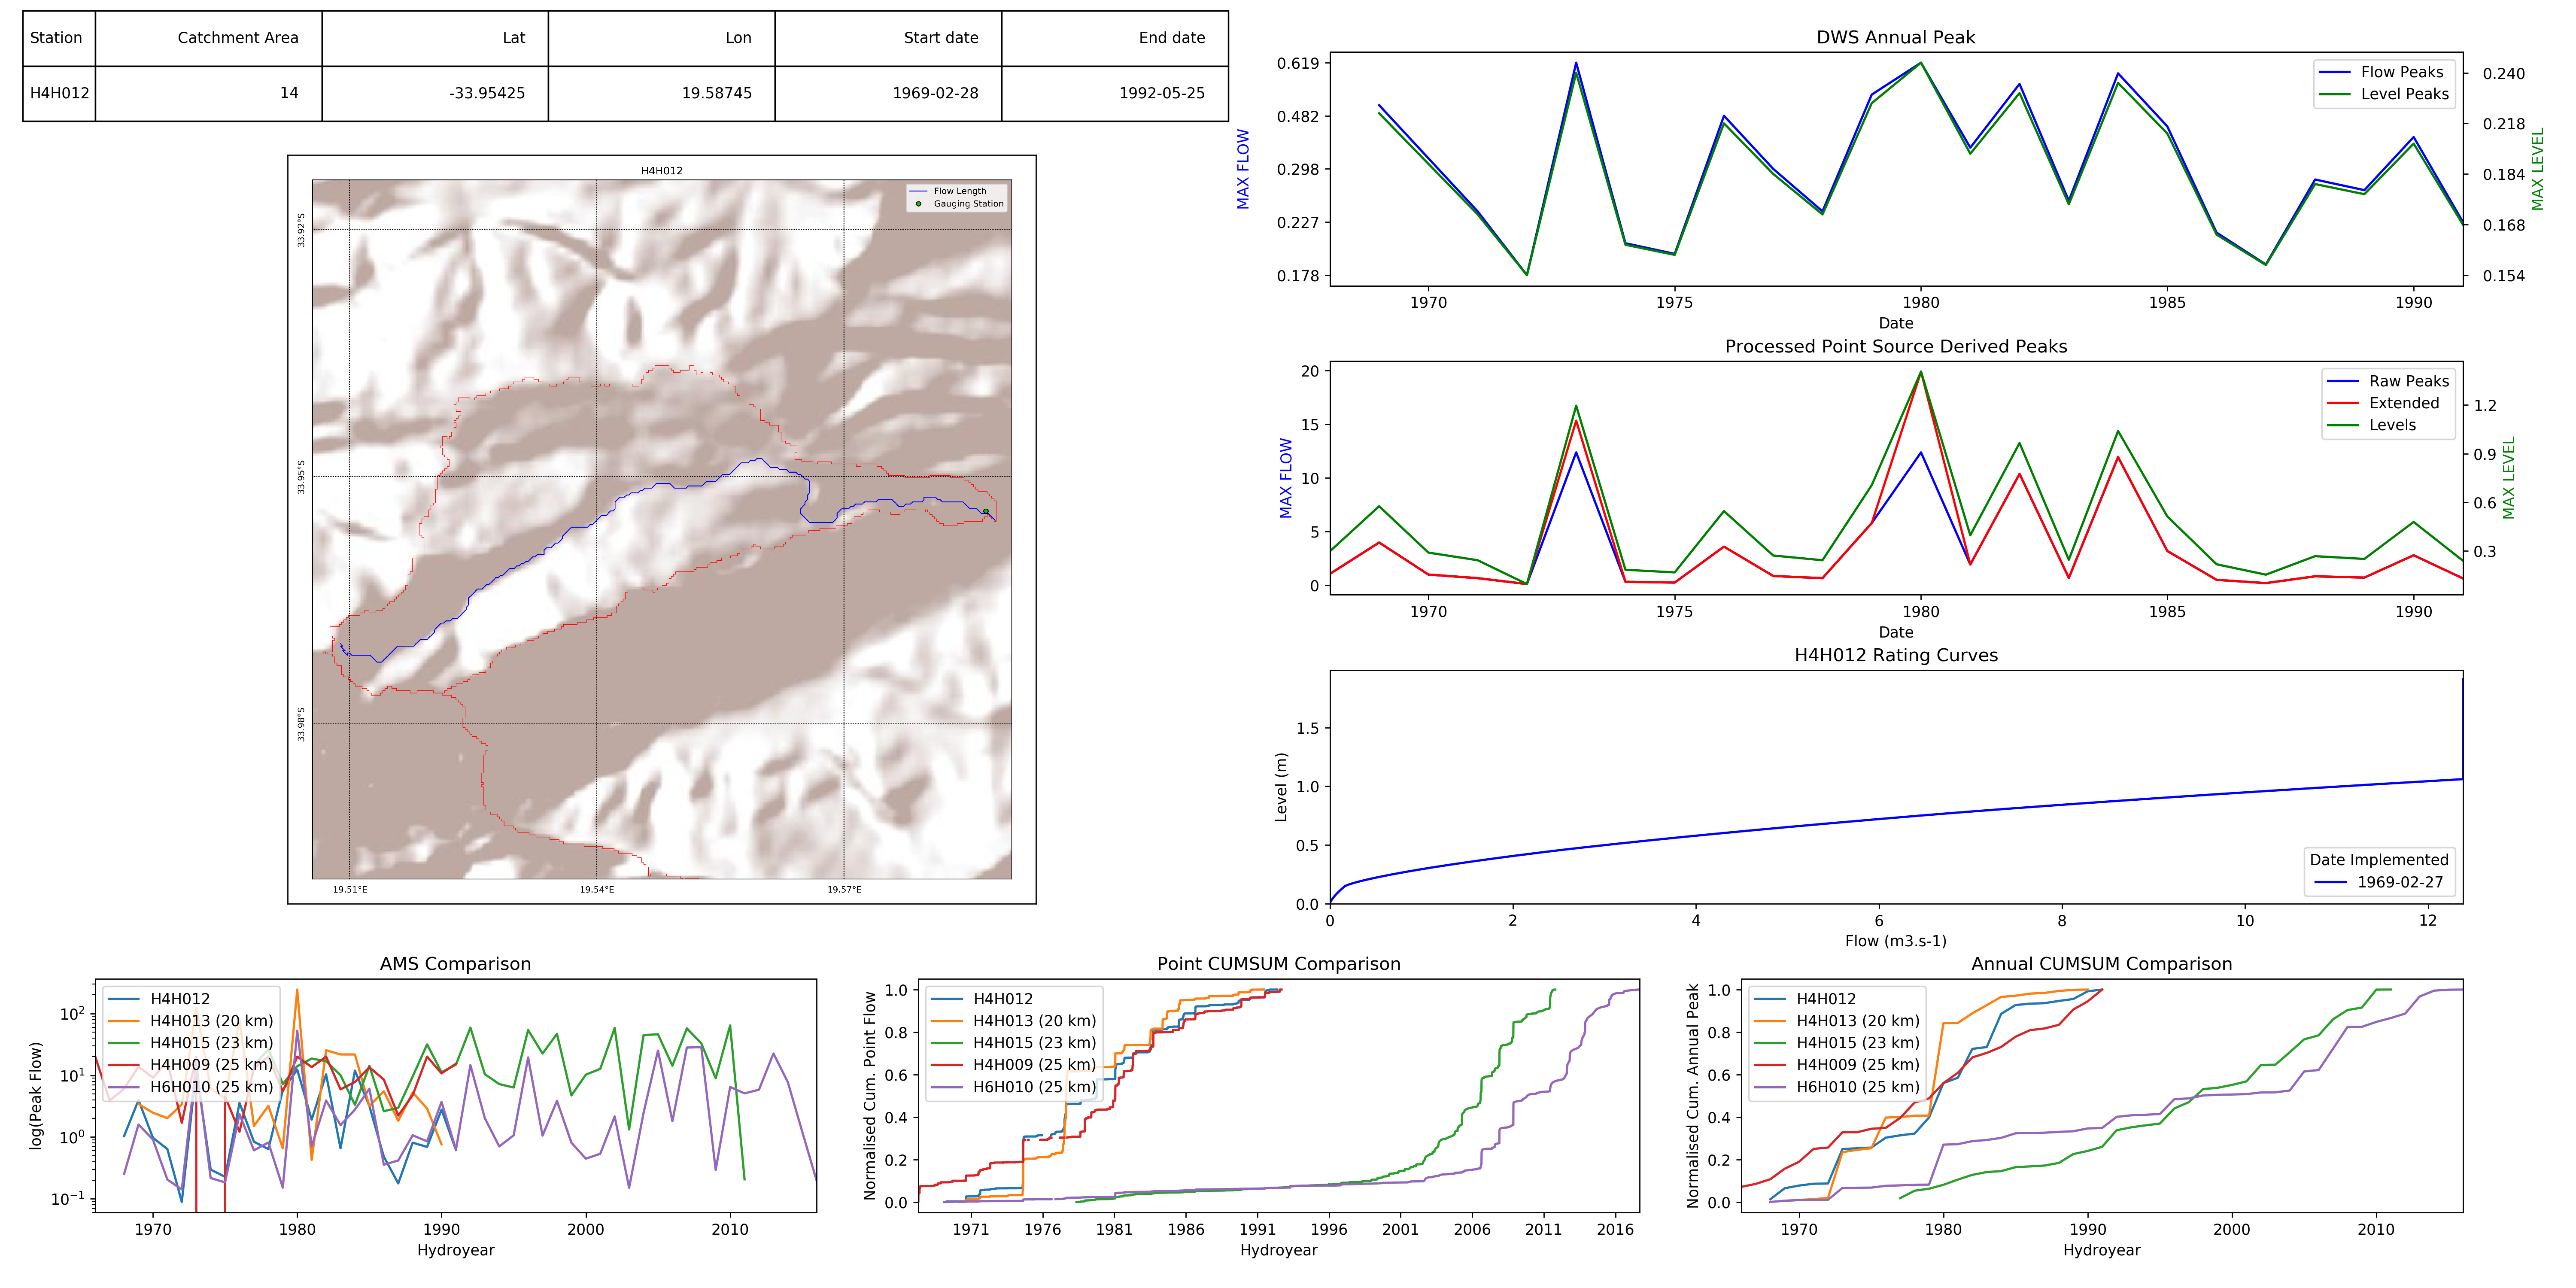 Station Catchment Area Lat Lon Start date End date
H4H012 14 -33.95425 19.58745 1969-02-28 1992-05-25
H4H012
Flow Length
Gauging Station
33.92°S
33.95°S
33.98°S
19.51°E 19.54°E 19.57°E
DWS Annual Peak
Flow Peaks
Level Peaks
MAX FLOW
0.619
0.482
0.298
0.227
0.178
0.240
0.218
0.184
0.168
0.154
MAX LEVEL
1970 1975 1980 1985 1990
Date
Processed Point Source Derived Peaks
Raw Peaks
Extended
Levels
MAX FLOW
20
15
10
5
0
1.2
0.9
0.6
0.3
MAX LEVEL
1970 1975 1980 1985 1990
Date
H4H012 Rating Curves
Level (m)
1.5
1.0
0.5
0.0
Date Implemented
1969-02-27
0 2 4 6 8 10 12
Flow (m3.s-1)
AMS Comparison
H4H012
H4H013 (20 km)
H4H015 (23 km)
H4H009 (25 km)
H6H010 (25 km)
log(Peak Flow)
10²
10¹
10⁰
10⁻¹
1970 1980 1990 2000 2010
Hydroyear
Point CUMSUM Comparison
H4H012
H4H013 (20 km)
H4H015 (23 km)
H4H009 (25 km)
H6H010 (25 km)
Normalised Cum. Point Flow
1.0
0.8
0.6
0.4
0.2
0.0
1971 1976 1981 1986 1991 1996 2001 2006 2011 2016
Hydroyear
Annual CUMSUM Comparison
H4H012
H4H013 (20 km)
H4H015 (23 km)
H4H009 (25 km)
H6H010 (25 km)
Normalised Cum. Annual Peak
1.0
0.8
0.6
0.4
0.2
0.0
1970 1980 1990 2000 2010
Hydroyear